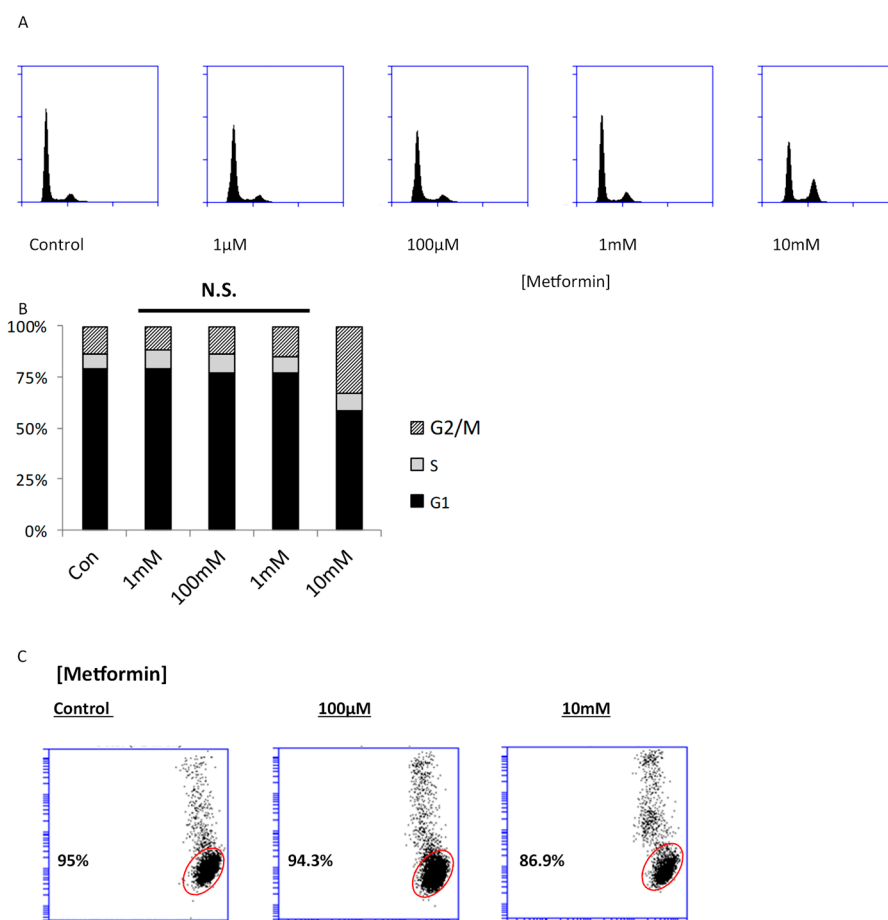 A
Control 1µM 100µM 1mM 10mM
[Metformin]
B
N.S.
100%
75%
50%
25%
0%
G2/M
S
G1
Con 1mM 100mM 1mM 10mM
C
[Metformin]
Control 100µM 10mM
95% 94.3% 86.9%